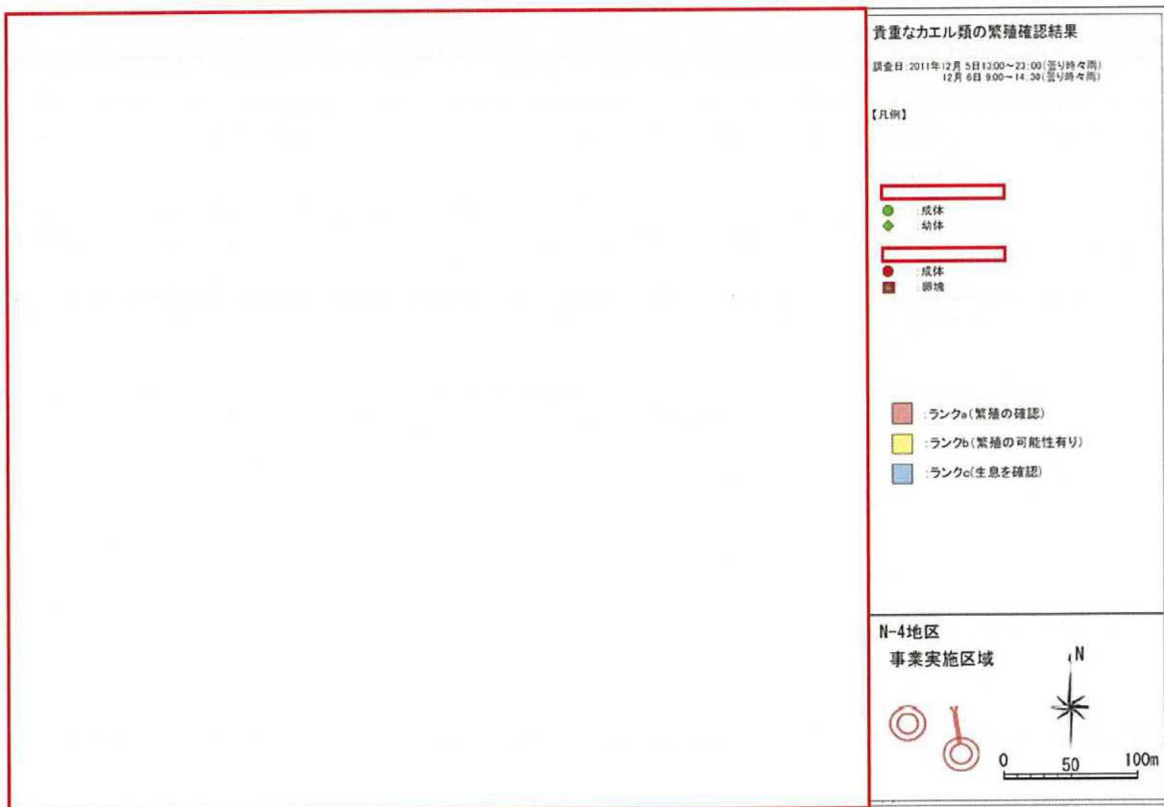 貴重なカエル類の繁殖確認結果
調査日:2011年12月 5日13:00~23:00(曇り時々雨)
12月 6日 9:00~14:30(曇り時々雨)
【凡例】
:成体
:幼体
:成体
:卵塊
:ランクa(繁殖の確認)
:ランクb(繁殖の可能性有り)
:ランクc(生息を確認)
N-4地区
事業実施区域
N
0 50 100m